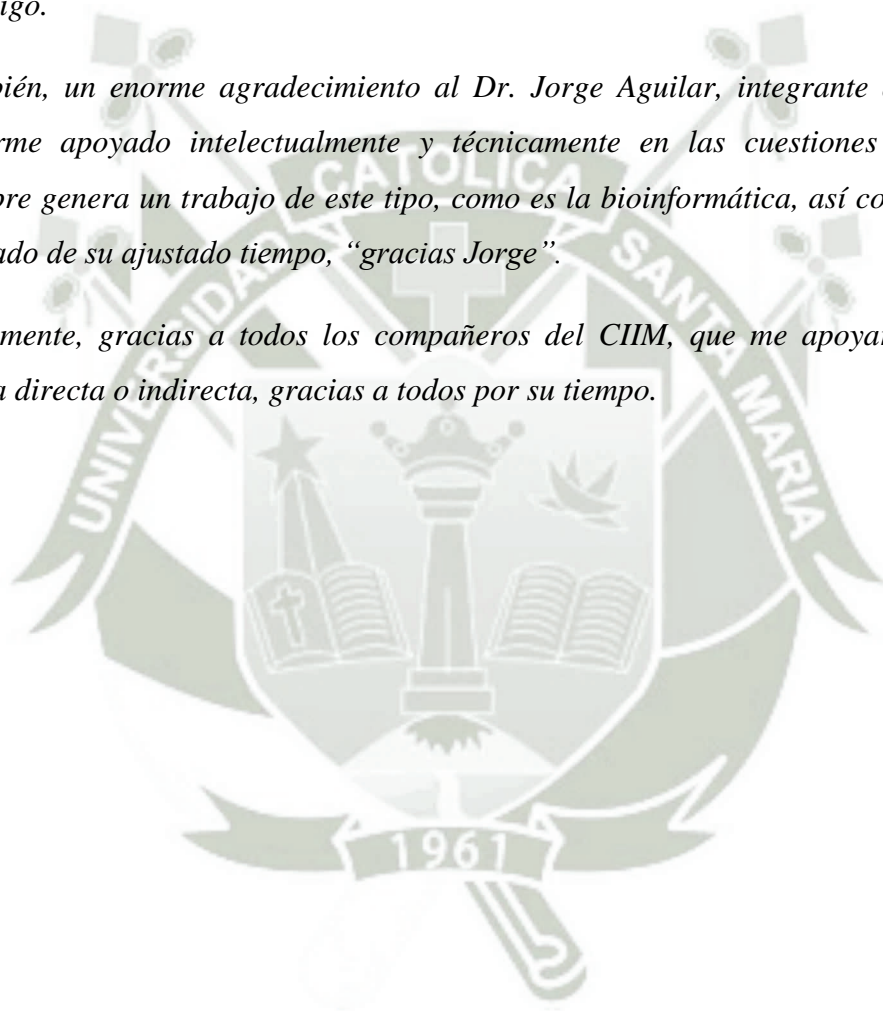 igo.
bién, un enorme agradecimiento al Dr. Jorge Aguilar, integrante
rme apoyado intelectualmente y técnicamente en las cuestiones
bre genera un trabajo de este tipo, como es la bioinformática, así co
ado de su ajustado tiempo, “gracias Jorge”.
mente, gracias a todos los compañeros del CIIM, que me apoya
a directa o indirecta, gracias a todos por su tiempo.
UNIVERSIDAD CATOLICA SANTA MARIA
1961